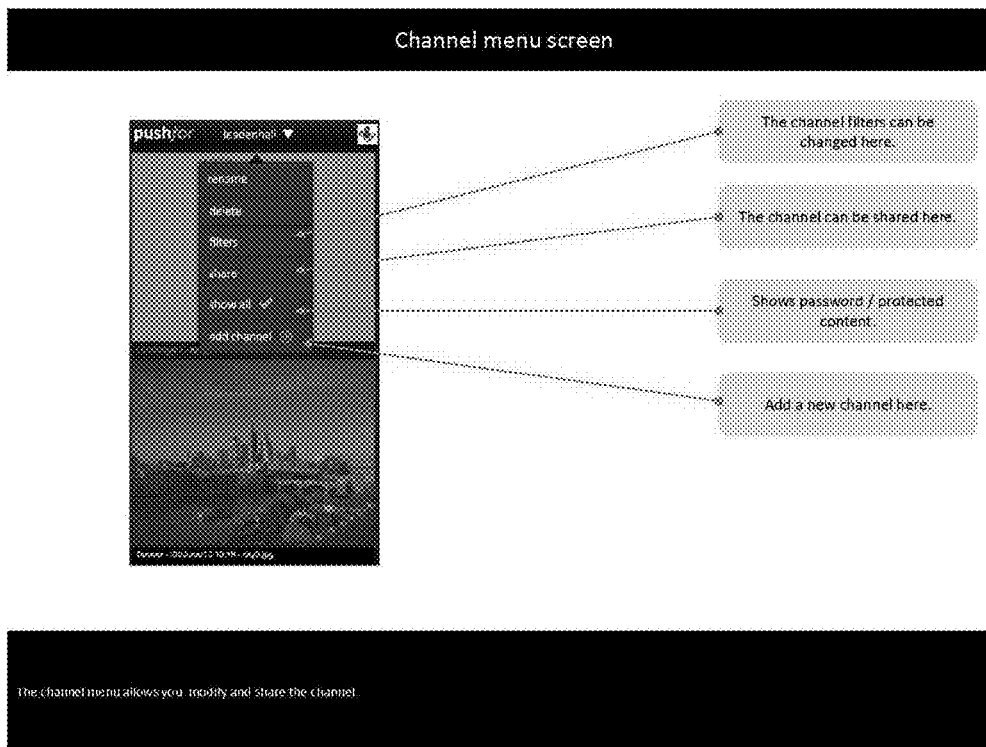 Channel menu screen
pushfor leadenhall
rename
delete
filters
share
show all
add channel
The channel filters can be
changed here.
The channel can be shared here.
Shows password / protected
content.
Add a new channel here.
The channel menu allows you modify and share the channel.